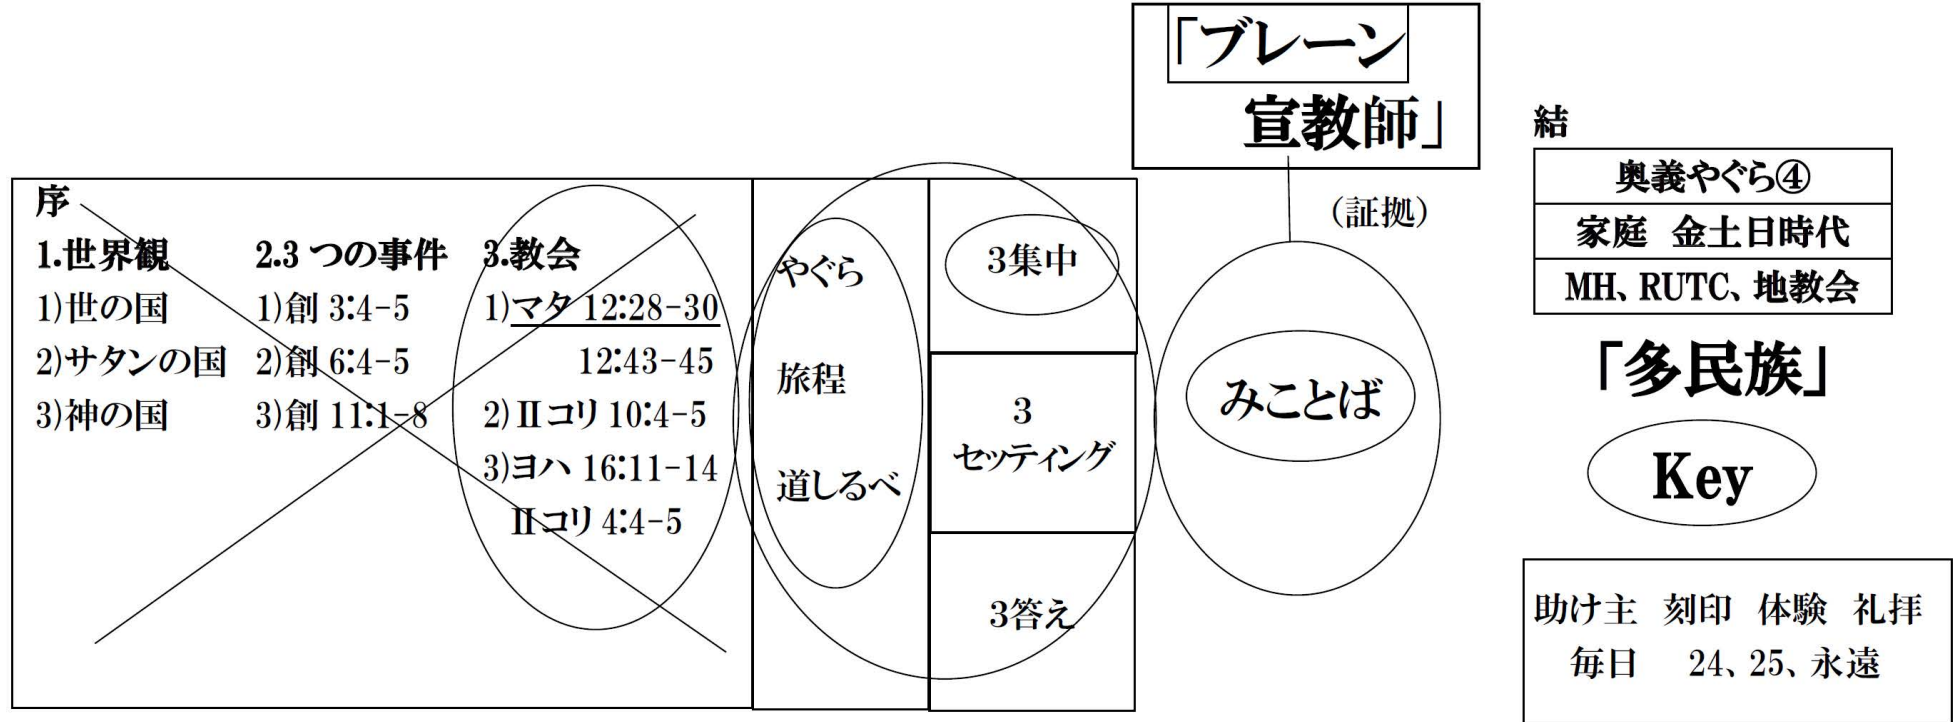 「ブレーン
宣教師」
序
1.世界観
1)世の国
2)サタンの国
3)神の国
2.3つの事件
1)創 3:4-5
2)創 6:4-5
3)創 11:1-8
3.教会
1)マタ 12:28-30
12:43-45
2)Ⅱコリ 10:4-5
3)ヨハ 16:11-14
Ⅱコリ 4:4-5
やぐら
旅程
道しるべ
3集中
3
セッティング
3答え
(証拠)
みことば
結
奥義やぐら④
家庭 金土日時代
MH、RUTC、地教会
「多民族」
Key
助け主 刻印 体験 礼拝
毎日 24、25、永遠